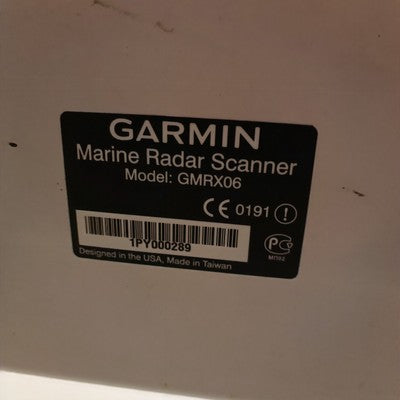 GARMIN
Marine Radar Scanner
Model: GMRX06
CE 0191 !
1PY000289
Designed in the USA, Made in Taiwan